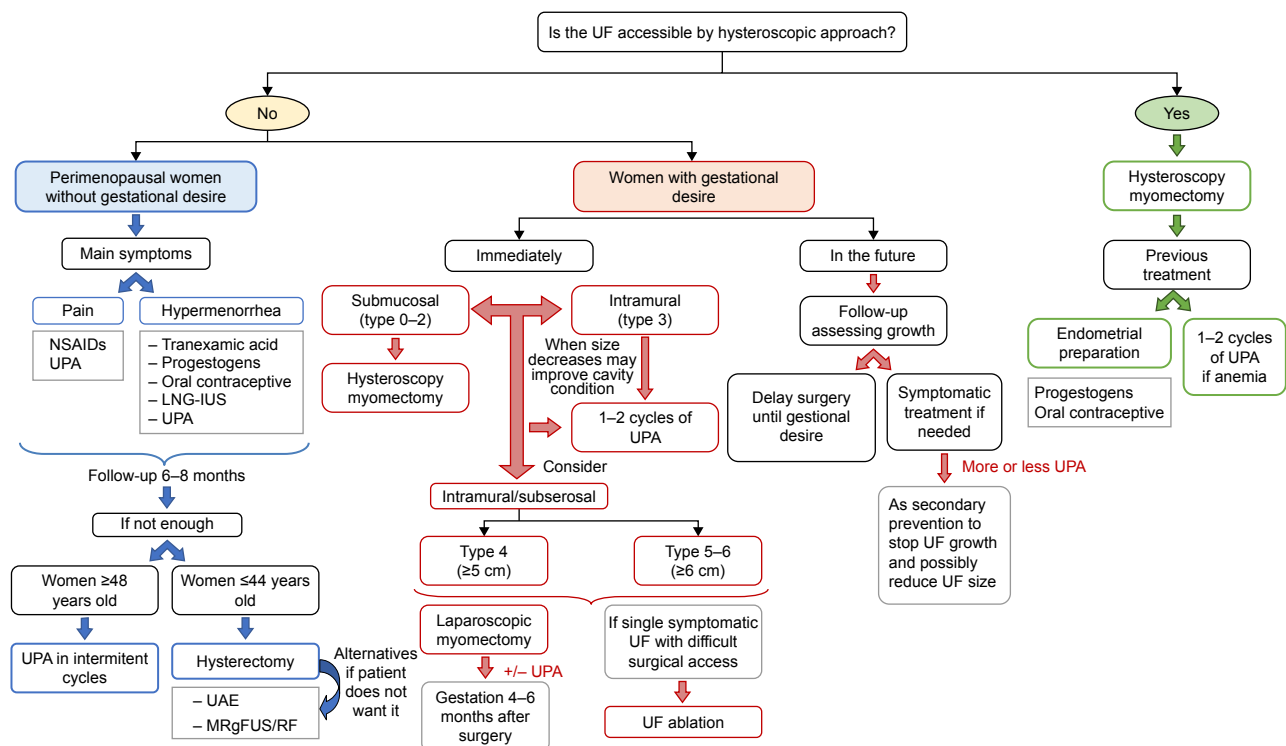 Is the UF accessible by hysteroscopic approach?
No
Yes
Perimenopausal women
without gestational desire
Women with gestational
desire
Hysteroscopy
myomectomy
Main symptoms
Immediately
In the future
Previous
treatment
Pain
Hypermenorrhea
Submucosal
(type 0–2)
Intramural
(type 3)
Follow-up
assessing growth
NSAIDs
UPA
– Tranexamic acid
– Progestogens
– Oral contraceptive
– LNG-IUS
– UPA
When size
decreases may
improve cavity
condition
Hysteroscopy
myomectomy
Endometrial
preparation
1–2 cycles
of UPA
if anemia
Progestogens
Oral contraceptive
1–2 cycles of
UPA
Delay surgery
until gestional
desire
Symptomatic
treatment if
needed
Follow-up 6–8 months
Consider
More or less UPA
Intramural/subserosal
As secondary
prevention to
stop UF growth
and possibly
reduce UF size
If not enough
Type 4
(≥5 cm)
Type 5–6
(≥6 cm)
Women ≥48
years old
Women ≤44 years
old
Laparoscopic
myomectomy
If single symptomatic
UF with difficult
surgical access
UPA in intermitent
cycles
Hysterectomy
Alternatives
if patient
does not
want it
+/– UPA
– UAE
– MRgFUS/RF
Gestation 4–6
months after
surgery
UF ablation